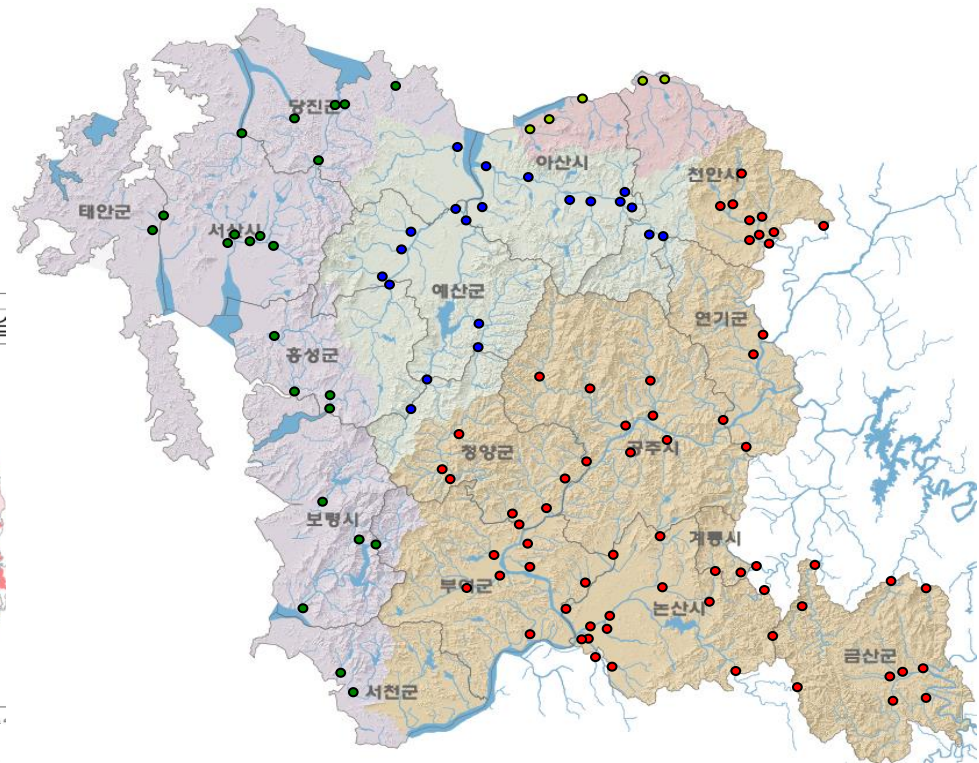 당진군
아산시
천안시
태안군
서산시
예산군
연기군
홍성군
청양군
공주시
보령시
계룡시
부여군
논산시
금산군
서천군